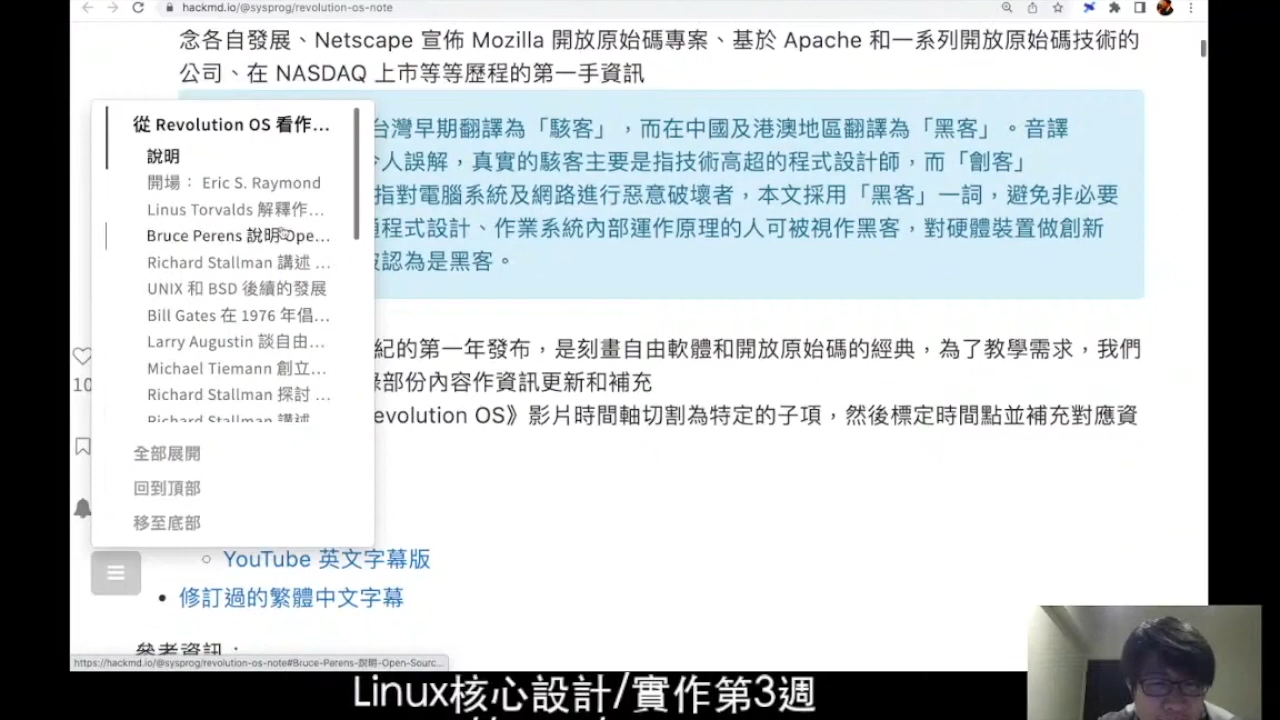 hackmd.io/@sysprog/revolution-os-note
念各自發展、Netscape 宣佈 Mozilla 開放原始碼專案、基於 Apache 和一系列開放原始碼技術的
公司、在 NASDAQ 上市等等歷程的第一手資訊
台灣早期翻譯為「駭客」，而在中國及港澳地區翻譯為「黑客」。音譯
人誤解，真實的駭客主要是指技術高超的程式設計師，而「創客」
指對電腦系統及網路進行惡意破壞者，本文採用「黑客」一詞，避免非必要
程式設計、作業系統內部運作原理的人可被視作黑客，對硬體裝置做創新
認為是黑客。
從 Revolution OS 看作...
說明
開場： Eric S. Raymond
Linus Torvalds 解釋作...
Bruce Perens 說明 Ope...
Richard Stallman 講述 ...
UNIX 和 BSD 後續的發展
Bill Gates 在 1976 年倡...
Larry Augustin 談自由...
Michael Tiemann 創立...
Richard Stallman 探討 ...
Richard Stallman 講述
全部展開
回到頂部
移至底部
紀的第一年發布，是刻畫自由軟體和開放原始碼的經典，為了教學需求，我們
部份內容作資訊更新和補充
evolution OS》影片時間軸切割為特定的子項，然後標定時間點並補充對應資
10
YouTube 英文字幕版
修訂過的繁體中文字幕
參考資訊：
https://hackmd.io/@sysprog/revolution-os-note#Bruce-Perens-說明-Open-Sourc...
Linux核心設計/實作第3週